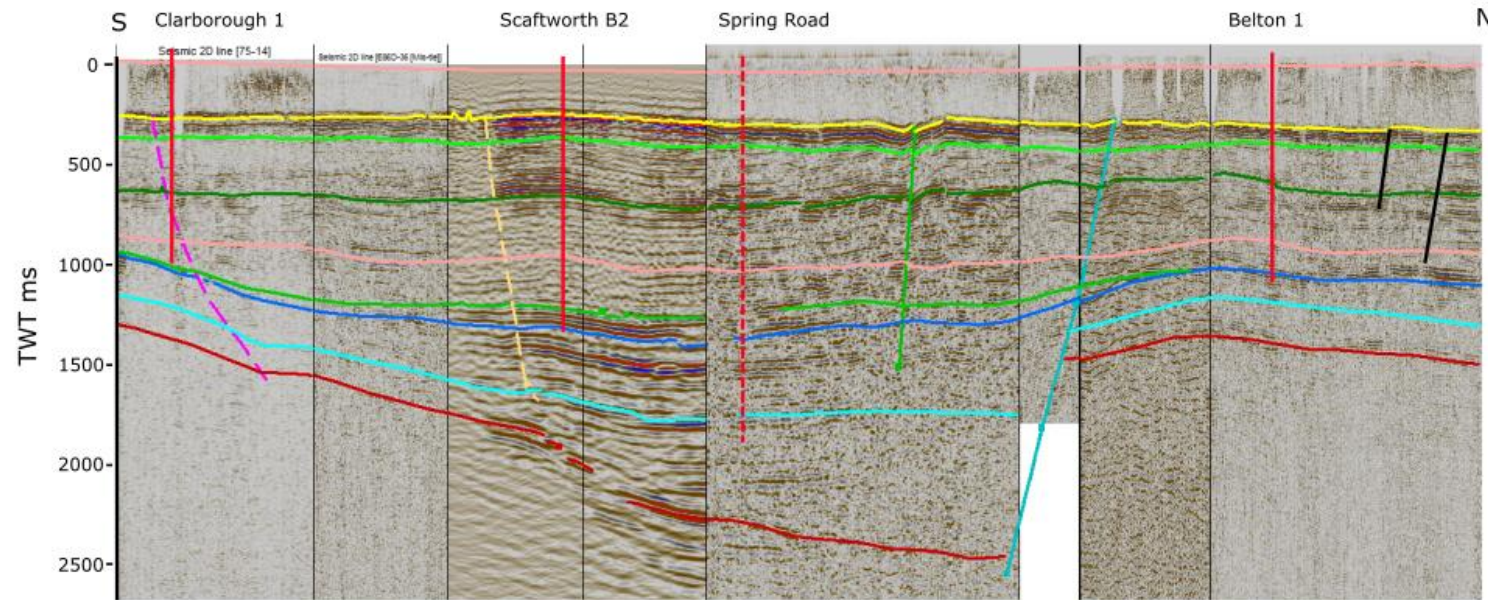 S Clarborough 1 Scaftworth B2 Spring Road Belton 1 N
Seismic 2D line [75-14]
0
500
1000
1500
2000
2500
TWT ms